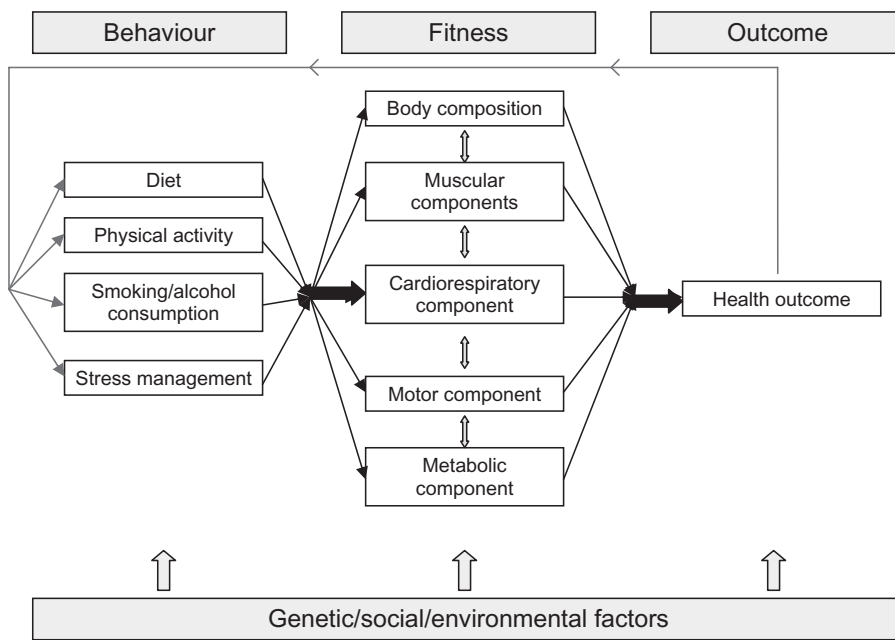 Behaviour
Fitness
Outcome
Body composition
Diet
Muscular
components
Physical activity
Smoking/alcohol
consumption
Cardiorespiratory
component
Health outcome
Stress management
Motor component
Metabolic
component
Genetic/social/environmental factors